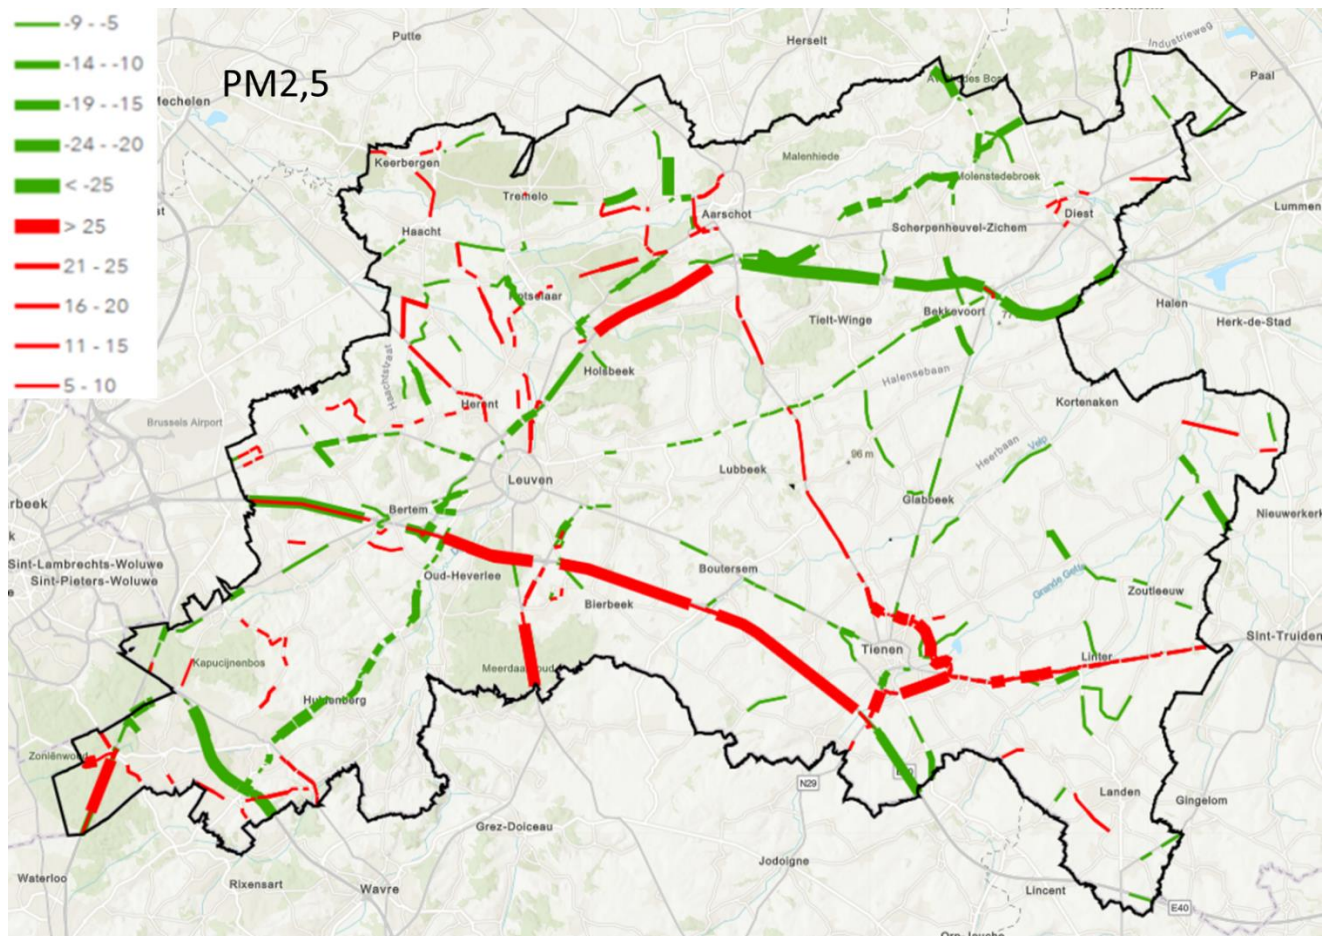 -9 - -5
-14 - -10
-19 - -15
-24 - -20
< -25
> 25
21 - 25
16 - 20
11 - 15
5 - 10
PM2,5
Putte
Herselt
Industrieweg
Paal
Mechelen
Keerbergen
Malenhiede
Molenstedebroek
Tremelo
Aarschot
Diest
Lummen
Haacht
Scherpenheuvel-Zichem
Rotselaar
Halen
Tielt-Winge
Bekkevoort
Herk-de-Stad
Haachtstraat
Holsbeek
Halensebaan
Herent
Kortenaken
Brussels Airport
Heerbaan
Velp
96 m
Lubbeek
Leuven
Glabbeek
Bertem
Nieuwerkerk
Sint-Lambrechts-Woluwe
Sint-Pieters-Woluwe
Oud-Heverlee
Boutersem
Grande Gette
Zoutleeuw
Bierbeek
Sint-Truiden
Tienen
Linter
Kapucijnenbos
Meerdaalwoud
Huldenberg
Zoniënwoud
N29
Landen
Gingelom
Grez-Doiceau
Jodoigne
Waterloo
Rixensart
Wavre
Lincent
E40